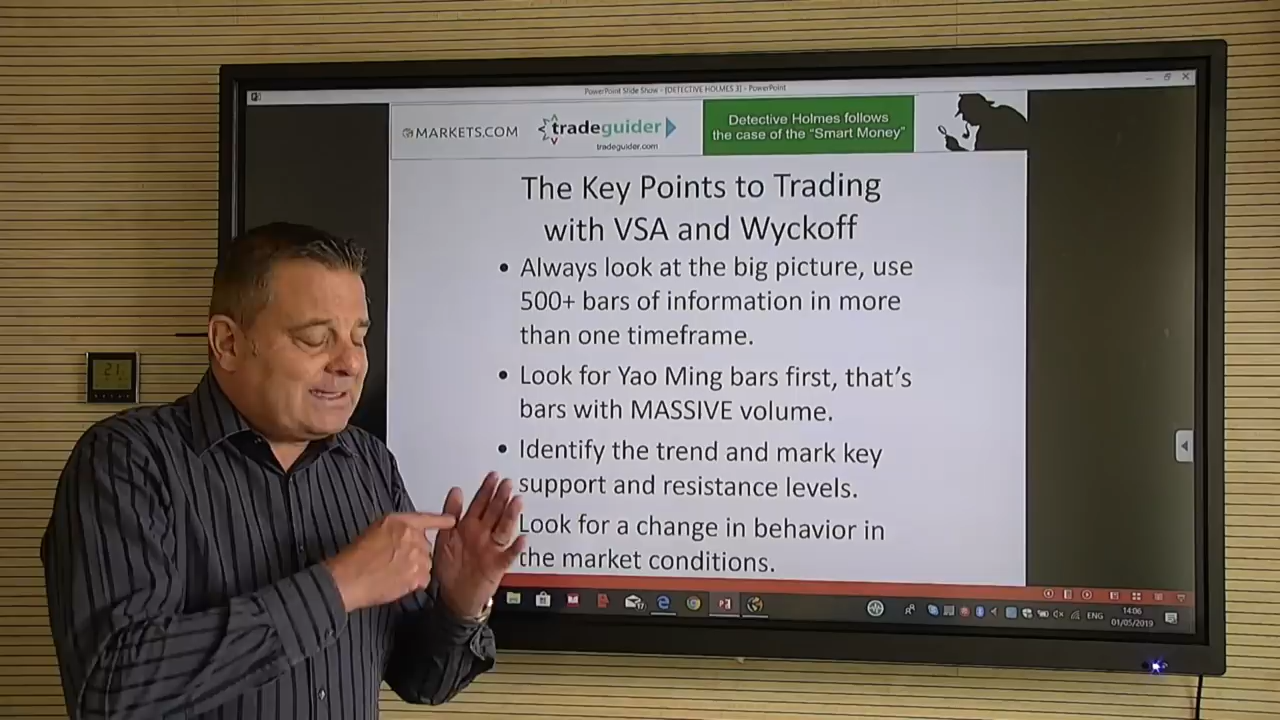 PowerPoint Slide Show - [DETECTIVE HOLMES 3] - PowerPoint
MARKETS.COM
tradeguider
tradeguider.com
Detective Holmes follows
the case of the "Smart Money"
The Key Points to Trading
with VSA and Wyckoff
• Always look at the big picture, use
500+ bars of information in more
than one timeframe.
• Look for Yao Ming bars first, that's
bars with MASSIVE volume.
• Identify the trend and mark key
support and resistance levels.
Look for a change in behavior in
the market conditions.
21
ENG
14:06
01/05/2019